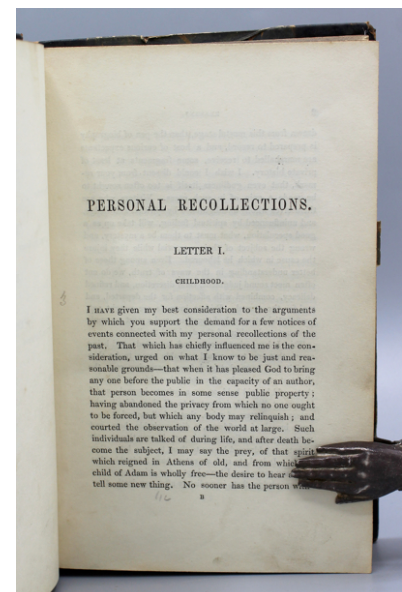 PERSONAL RECOLLECTIONS.
LETTER I.
CHILDHOOD.
I HAVE given my best consideration to the arguments
by which you support the demand for a few notices of
events connected with my personal recollections of the
past. That which has chiefly influenced me is the con-
sideration, urged on what I know to be just and rea-
sonable grounds—that when it has pleased God to bring
any one before the public in the capacity of an author,
that person becomes in some sense public property;
having abandoned the privacy from which no one ought
to be forced, but which any body may relinquish; and
courted the observation of the world at large. Such
individuals are talked of during life, and after death be-
come the subject, I may say the prey, of that spirit
which reigned in Athens of old, and from which
child of Adam is wholly free—the desire to hear
tell some new thing. No sooner has the person
B